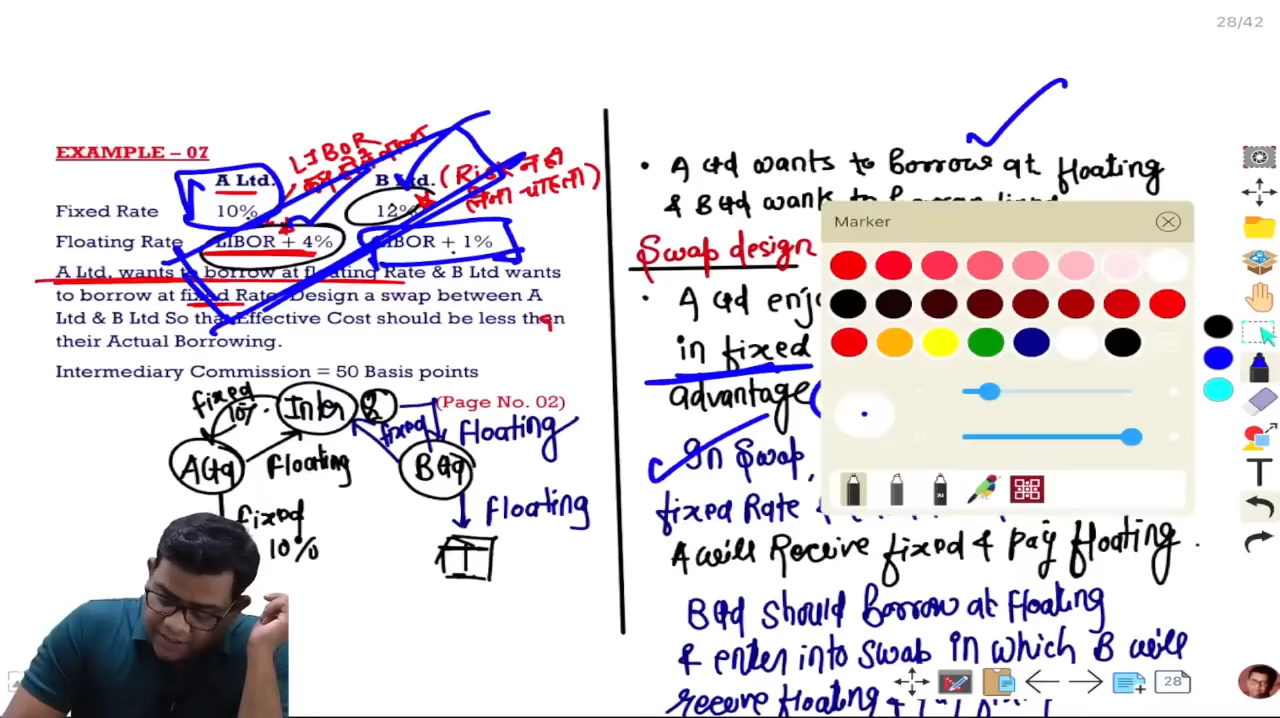 28/42
EXAMPLE – 07
LIBOR
A Ltd. B Ltd. (Risk नही
Fixed Rate 10% 12%
Floating Rate LIBOR + 4% LIBOR + 1%
A Ltd. wants to borrow at floating Rate & B Ltd wants
to borrow at fixed Rate. Design a swap between A
Ltd & B Ltd So that Effective Cost should be less then
their Actual Borrowing.
Intermediary Commission = 50 Basis points
(Page No. 02)
fixed
10%
Inter
fixed
Floating
A Ltd
Floating
B Ltd
fixed
10%
Floating
• A Ltd wants to borrow at floating
& B Ltd want to
Swap design
• A Ltd enj
in fixed
advantage
In Swap,
fixed Rate &
A will Receive fixed & pay floating.
B Ltd should borrow at floating
& enter into swap in which B will
receive floating
Marker
AI
T
28